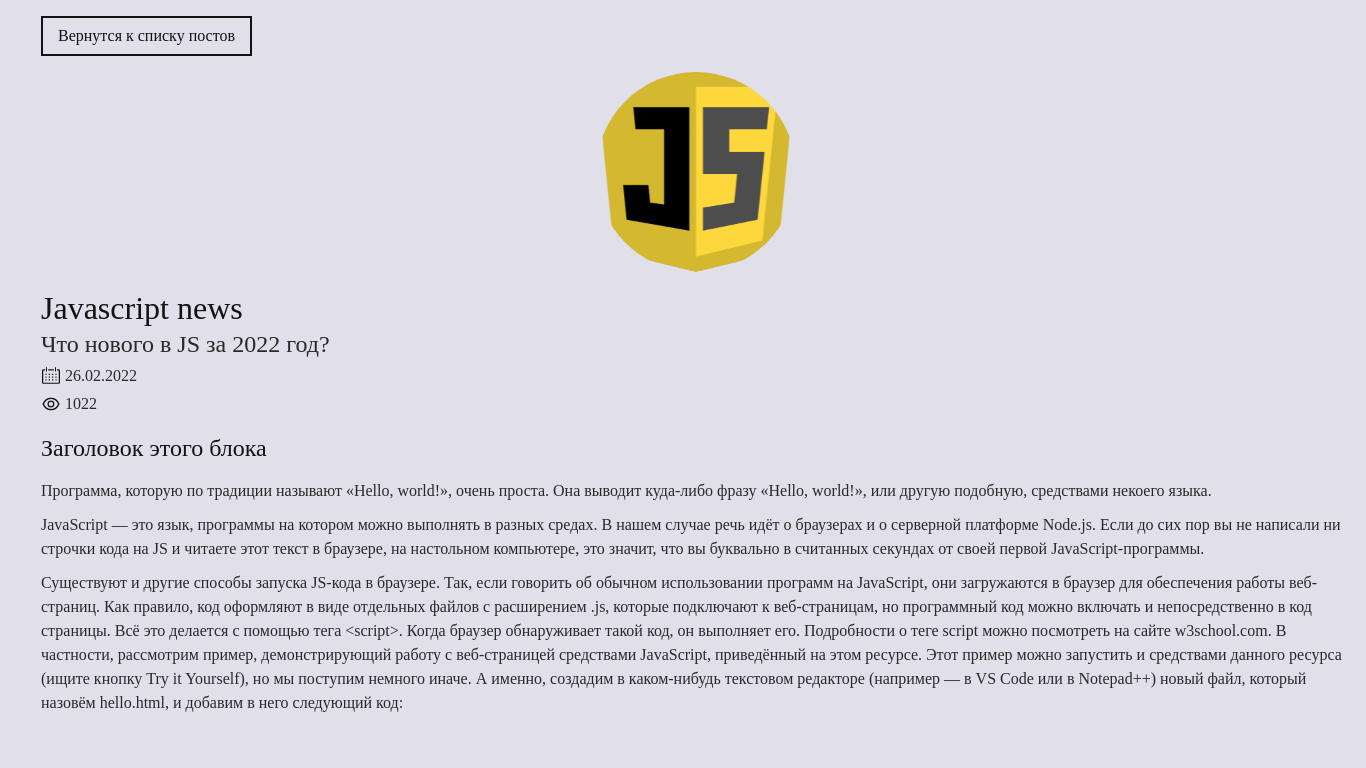 Вернутся к списку постов
JS
Javascript news
Что нового в JS за 2022 год?
26.02.2022
1022
Заголовок этого блока
Программа, которую по традиции называют «Hello, world!», очень проста. Она выводит куда-либо фразу «Hello, world!», или другую подобную, средствами некоего языка.
JavaScript — это язык, программы на котором можно выполнять в разных средах. В нашем случае речь идёт о браузерах и о серверной платформе Node.js. Если до сих пор вы не написали ни
строчки кода на JS и читаете этот текст в браузере, на настольном компьютере, это значит, что вы буквально в считанных секундах от своей первой JavaScript-программы.
Существуют и другие способы запуска JS-кода в браузере. Так, если говорить об обычном использовании программ на JavaScript, они загружаются в браузер для обеспечения работы веб-
страниц. Как правило, код оформляют в виде отдельных файлов с расширением .js, которые подключают к веб-страницам, но программный код можно включать и непосредственно в код
страницы. Всё это делается с помощью тега <script>. Когда браузер обнаруживает такой код, он выполняет его. Подробности о теге script можно посмотреть на сайте w3school.com. В
частности, рассмотрим пример, демонстрирующий работу с веб-страницей средствами JavaScript, приведённый на этом ресурсе. Этот пример можно запустить и средствами данного ресурса
(ищите кнопку Try it Yourself), но мы поступим немного иначе. А именно, создадим в каком-нибудь текстовом редакторе (например — в VS Code или в Notepad++) новый файл, который
назовём hello.html, и добавим в него следующий код: